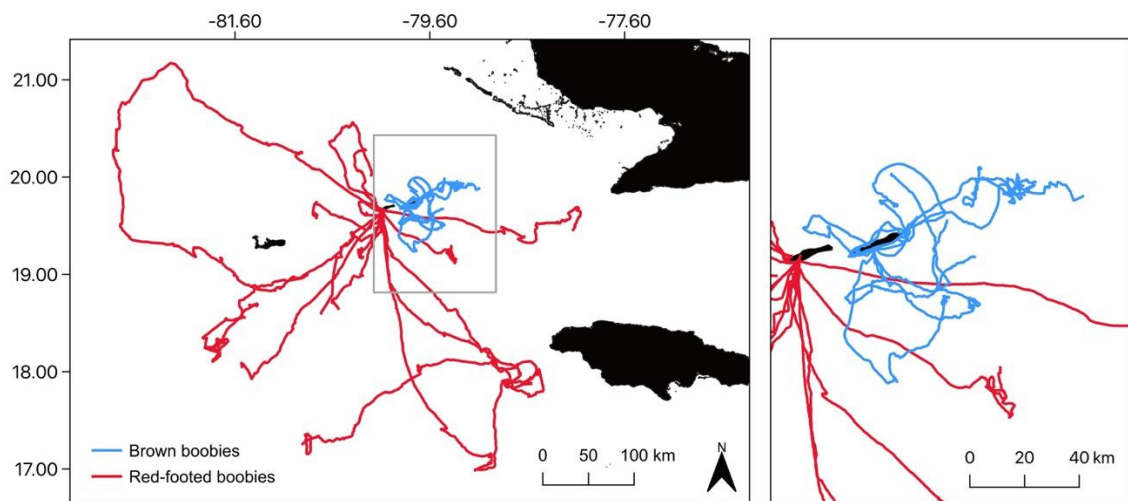 -81.60 -79.60 -77.60
21.00
20.00
19.00
18.00
17.00
Brown boobies
Red-footed boobies
0 50 100 km
N
0 20 40 km